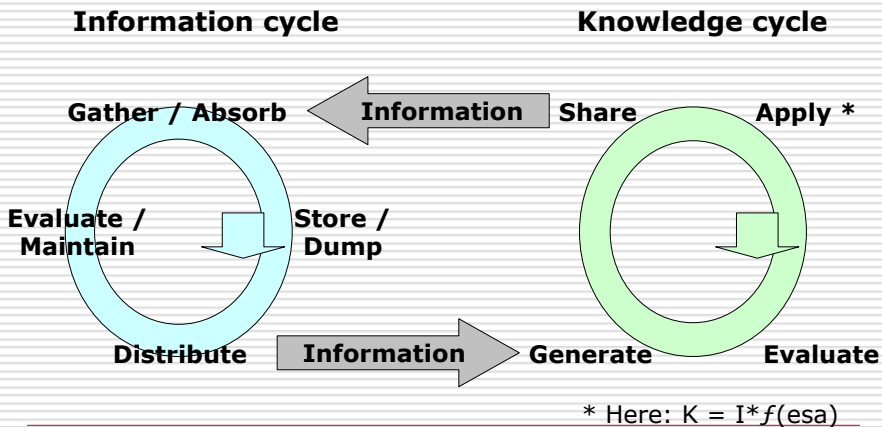 Information cycle
Knowledge cycle
Gather / Absorb
Information
Share
Apply *
Evaluate /
Maintain
Store /
Dump
Distribute
Information
Generate
Evaluate
* Here: K = I*ƒ(esa)